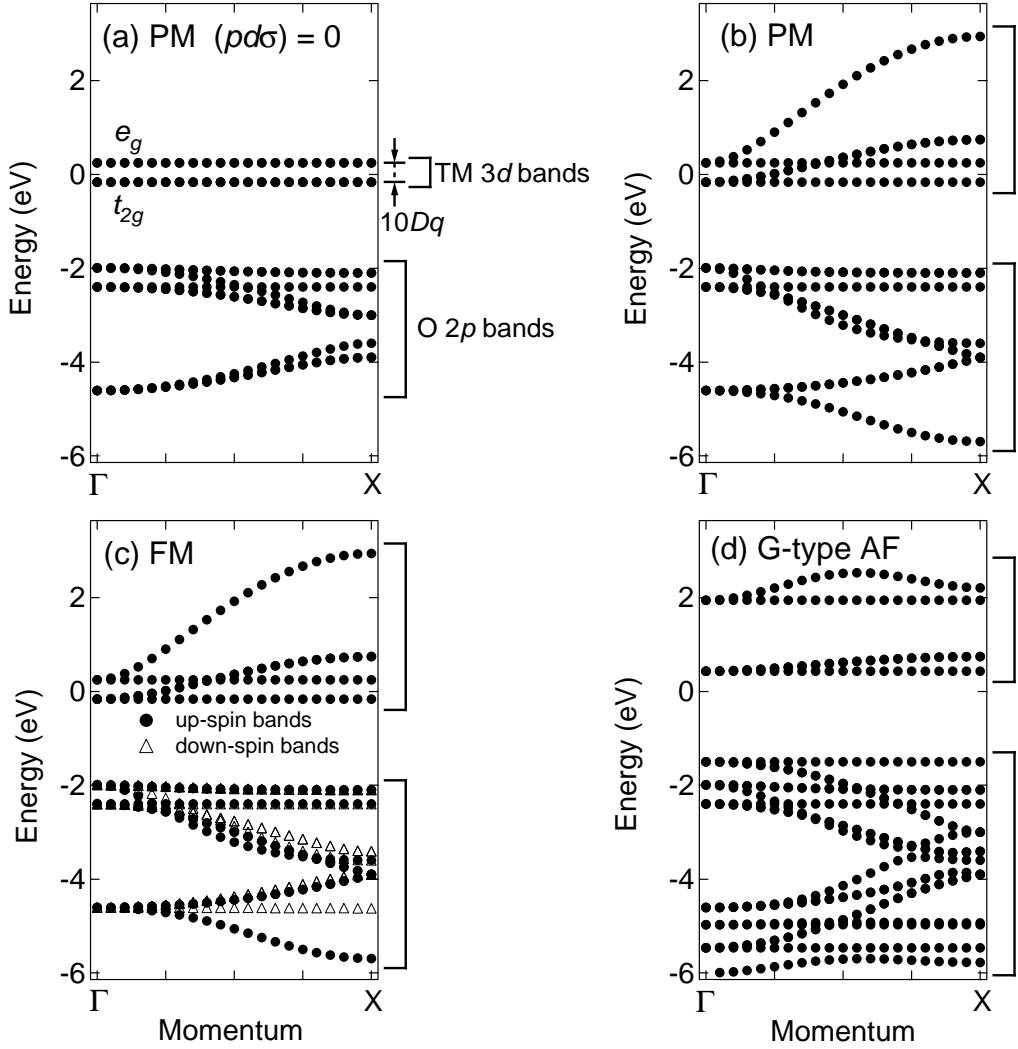 (a) PM (pdσ) = 0
2
0
-2
-4
-6
Energy (eV)
e_g
t_{2g}
TM 3d bands
10Dq
O 2p bands
Γ
X
(b) PM
2
0
-2
-4
-6
Energy (eV)
Γ
X
(c) FM
2
0
-2
-4
-6
Energy (eV)
up-spin bands
down-spin bands
Γ
X
Momentum
(d) G-type AF
2
0
-2
-4
-6
Energy (eV)
Γ
X
Momentum